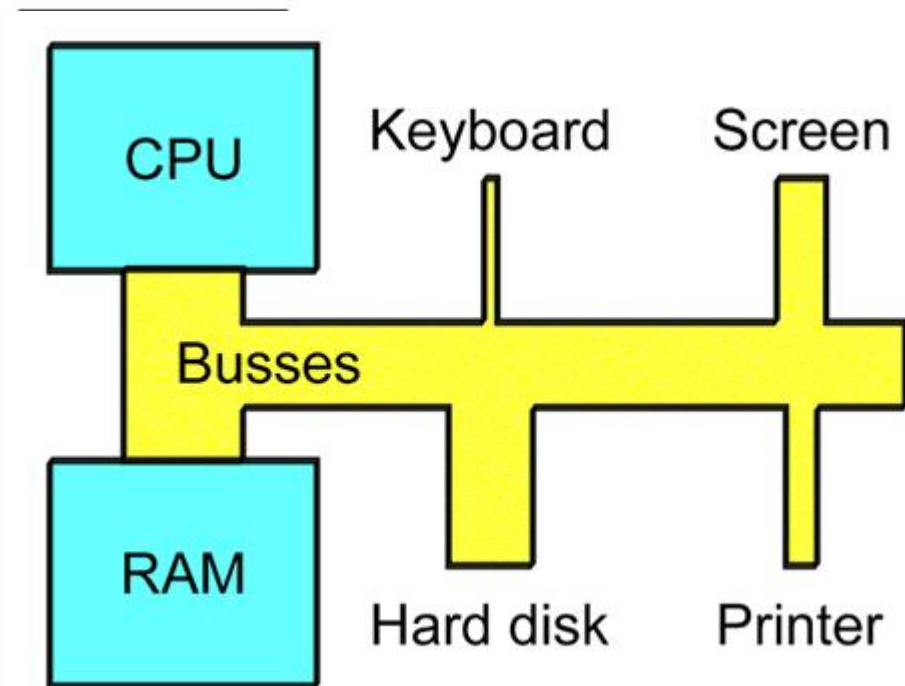 CPU
Keyboard
Screen
Busses
RAM
Hard disk
Printer